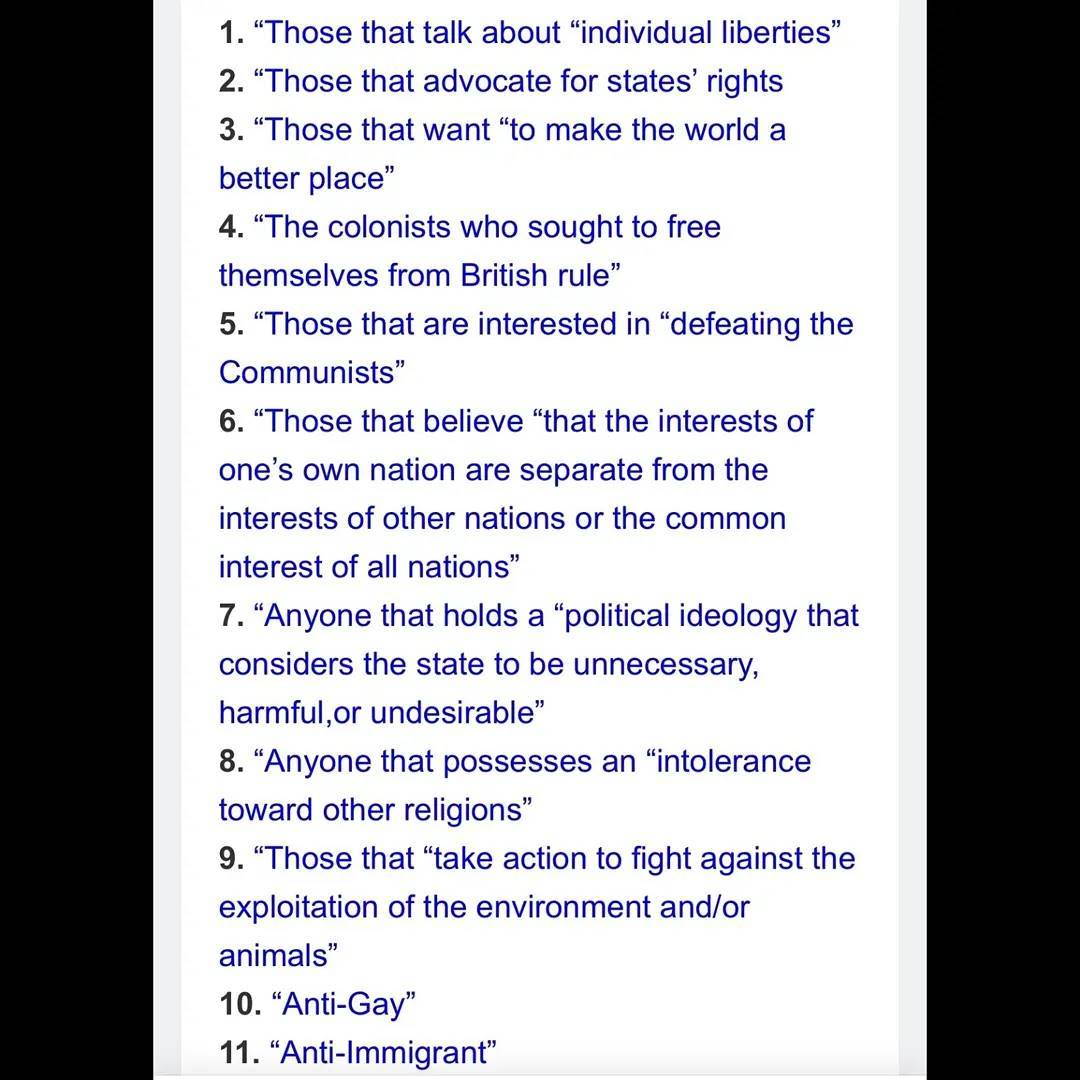 1. “Those that talk about “individual liberties”
2. “Those that advocate for states’ rights
3. “Those that want “to make the world a
better place”
4. “The colonists who sought to free
themselves from British rule”
5. “Those that are interested in “defeating the
Communists”
6. “Those that believe “that the interests of
one’s own nation are separate from the
interests of other nations or the common
interest of all nations”
7. “Anyone that holds a “political ideology that
considers the state to be unnecessary,
harmful,or undesirable”
8. “Anyone that possesses an “intolerance
toward other religions”
9. “Those that “take action to fight against the
exploitation of the environment and/or
animals”
10. “Anti-Gay”
11. “Anti-Immigrant”